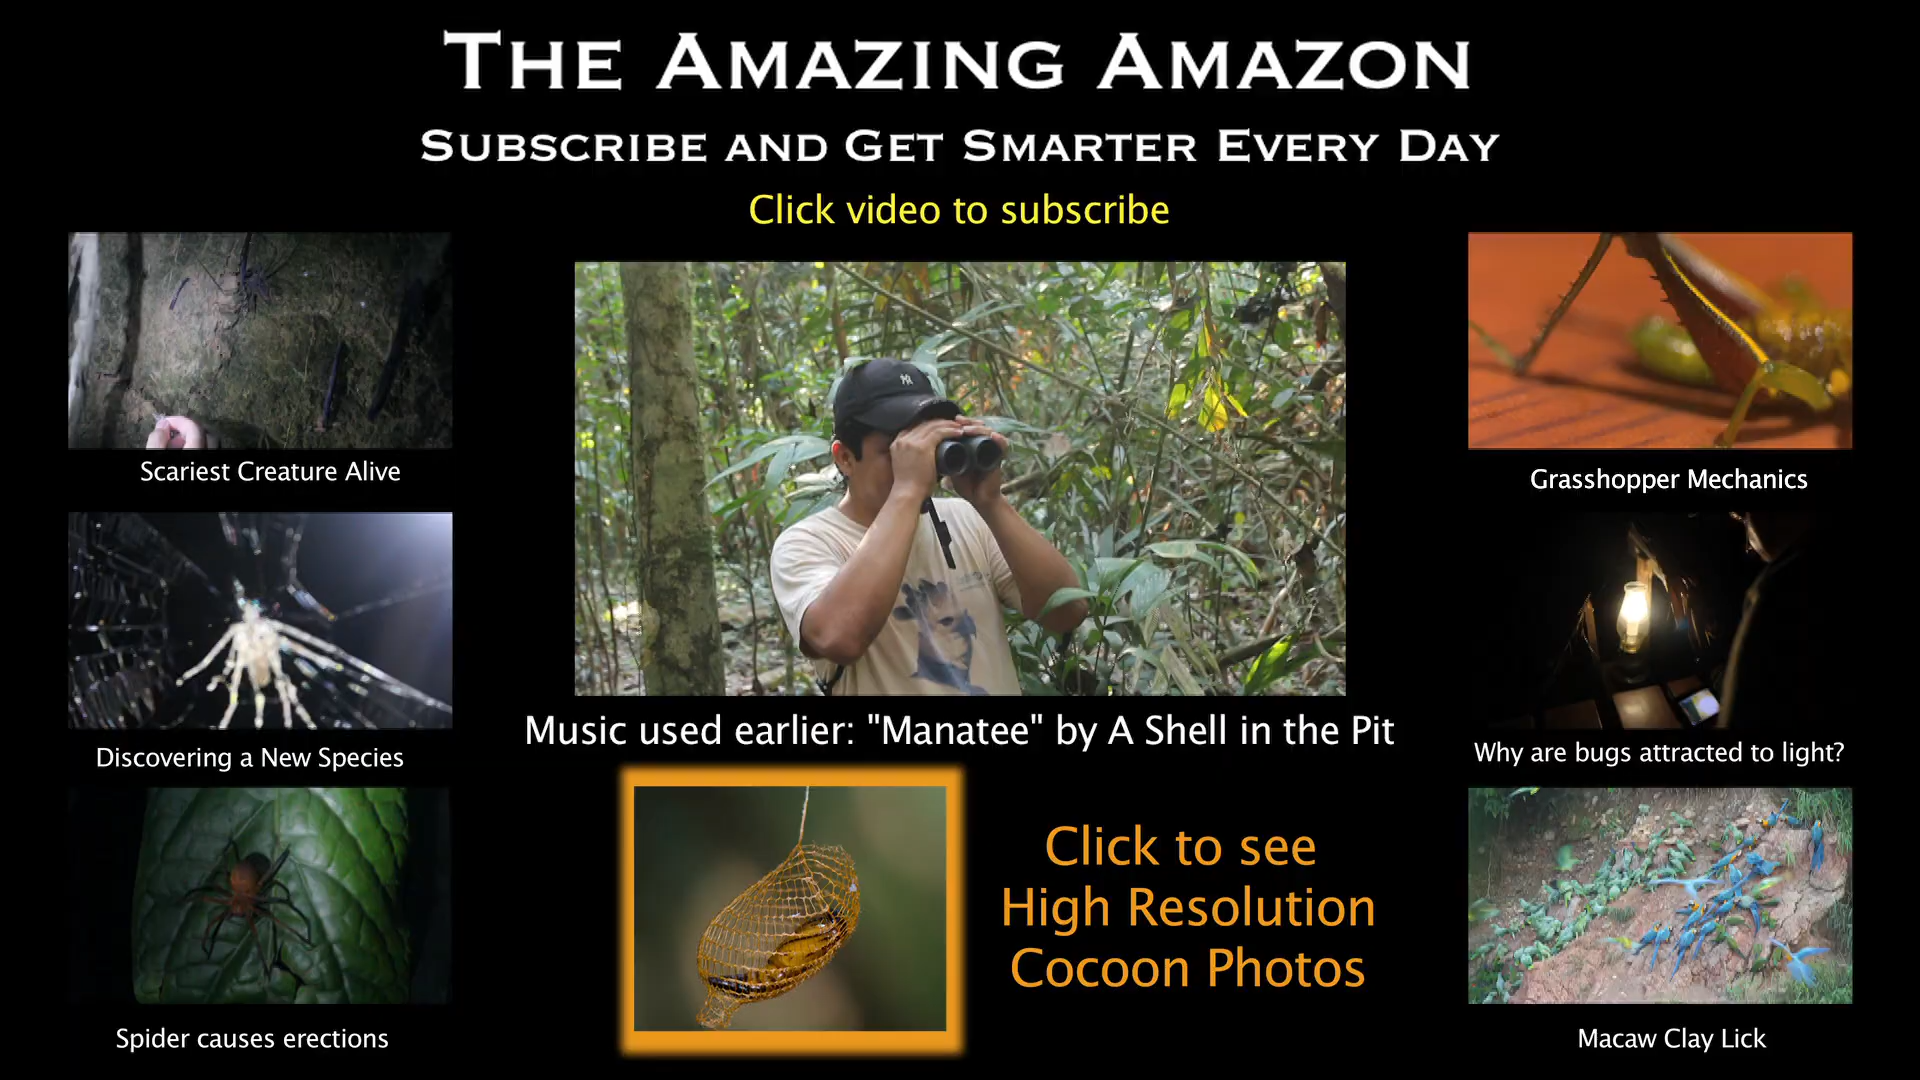 The Amazing Amazon
Subscribe and Get Smarter Every Day
Click video to subscribe
Scariest Creature Alive
Grasshopper Mechanics
Discovering a New Species
Music used earlier: "Manatee" by A Shell in the Pit
Why are bugs attracted to light?
Click to see
High Resolution
Cocoon Photos
Spider causes erections
Macaw Clay Lick